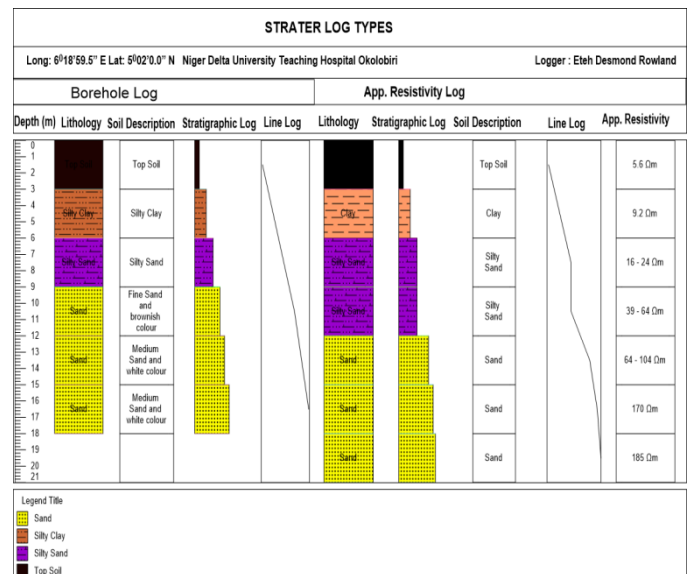 STRATER LOG TYPES
Long: 6⁰18'59.5" E Lat: 5⁰02'0.0" N Niger Delta University Teaching Hospital Okolobiri Logger : Eteh Desmond Rowland
Borehole Log App. Resistivity Log
Depth (m) Lithology Soil Description Stratigraphic Log Line Log Lithology Stratigraphic Log Soil Description Line Log App. Resistivity
0
1
Top Soil Top Soil Top Soil 5.6 Ωm
2
3
4
Silty Clay Silty Clay Clay Clay 9.2 Ωm
5
6
7
Silty Sand Silty Sand Silty Sand Silty Sand 16 - 24 Ωm
8
9
10
Sand Fine Sand and brownish colour Silty Sand Silty Sand 39 - 64 Ωm
11
12
13
Sand Medium Sand and white colour Sand Sand 64 - 104 Ωm
14
15
16
Sand Medium Sand and white colour Sand Sand 170 Ωm
17
18
19
Sand Sand 185 Ωm
20
21
Legend Title
Sand
Silty Clay
Silty Sand
Top Soil